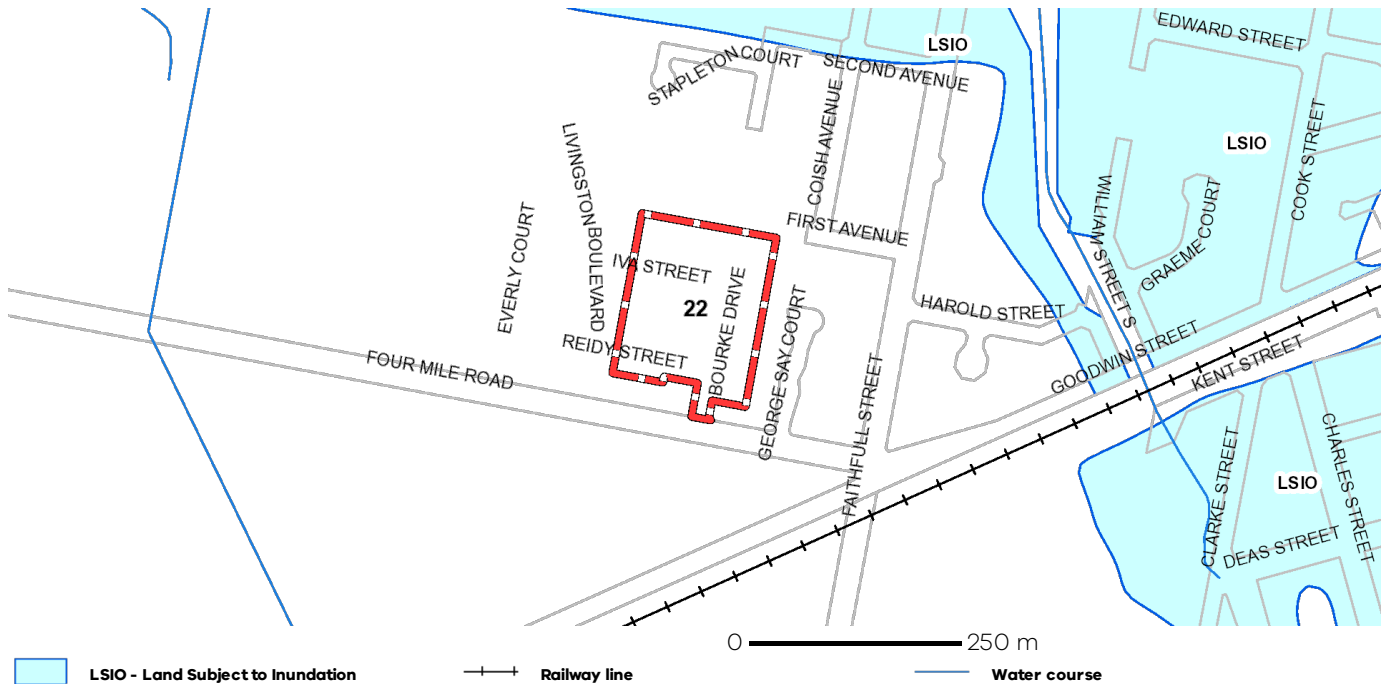 EDWARD STREET
LSIO
STAPLETON COURT
SECOND AVENUE
COISH AVENUE
LIVINGSTON BOULEVARD
LSIO
COOK STREET
WILLIAM STREET S
GRAEME COURT
EVERLY COURT
FIRST AVENUE
IVA STREET
22
BOURKE DRIVE
GEORGE SAY COURT
HAROLD STREET
REIDY STREET
FOUR MILE ROAD
FAITHFULL STREET
GOODWIN STREET
KENT STREET
CLARKE STREET
CHARLES STREET
LSIO
DEAS STREET
0 250 m
LSIO - Land Subject to Inundation
Railway line
Water course